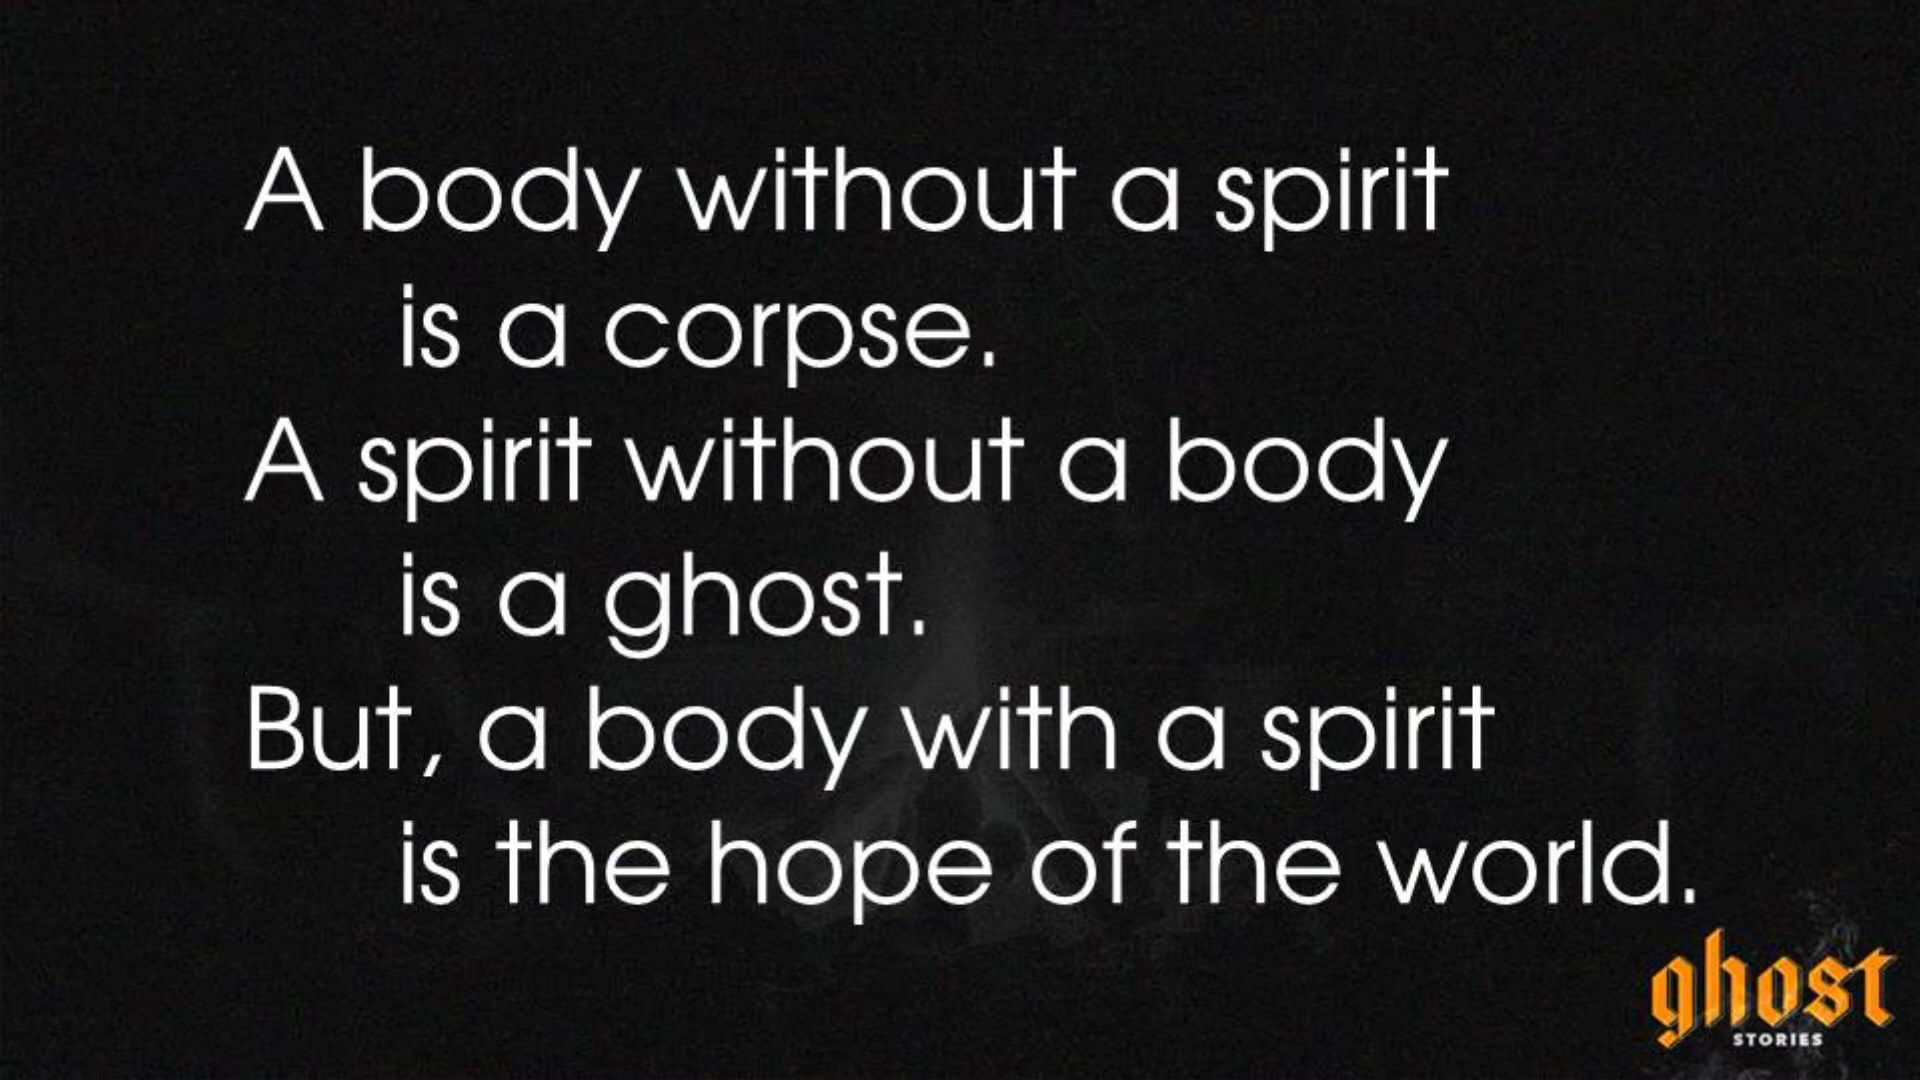 A body without a spirit
is a corpse.
A spirit without a body
is a ghost.
But, a body with a spirit
is the hope of the world.
ghost
STORIES